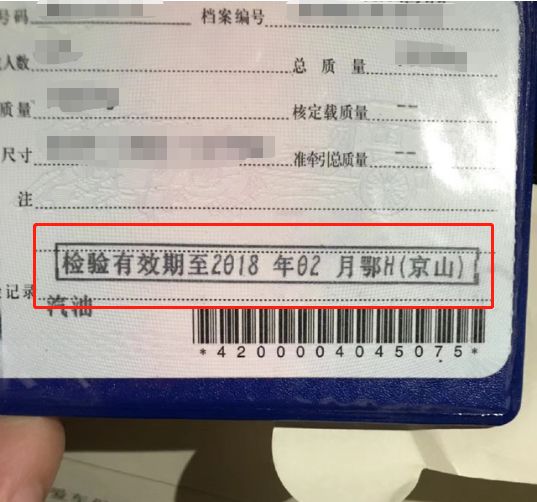 号码 档案编号
人数 总质量
质量 核定载质量 --
尺寸 准牵引总质量 --
注
检验有效期至2018 年02 月鄂H(京山)
记录
汽油
*4200004045075*